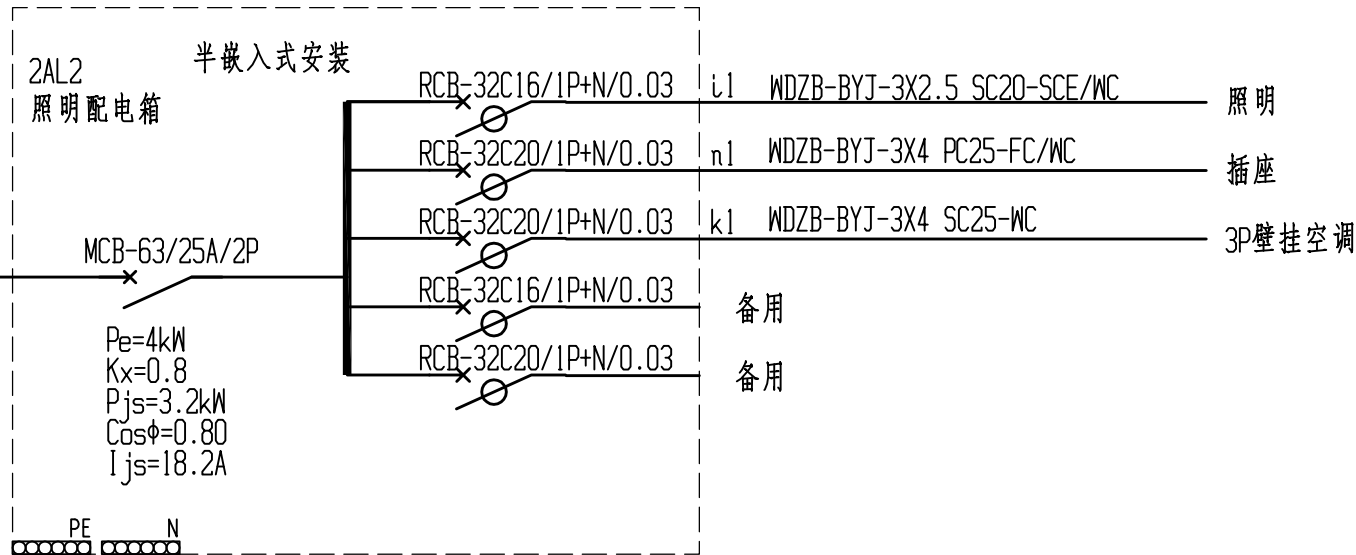 2AL2
照明配电箱
半嵌入式安装
RCB-32C16/1P+N/0.03 i1 WDZB-BYJ-3X2.5 SC20-SCE/WC 照明
RCB-32C20/1P+N/0.03 n1 WDZB-BYJ-3X4 PC25-FC/WC 插座
RCB-32C20/1P+N/0.03 k1 WDZB-BYJ-3X4 SC25-WC 3P壁挂空调
MCB-63/25A/2P
RCB-32C16/1P+N/0.03 备用
RCB-32C20/1P+N/0.03 备用
Pe=4kW
Kx=0.8
Pjs=3.2kW
Cosϕ=0.80
Ijs=18.2A
PE N